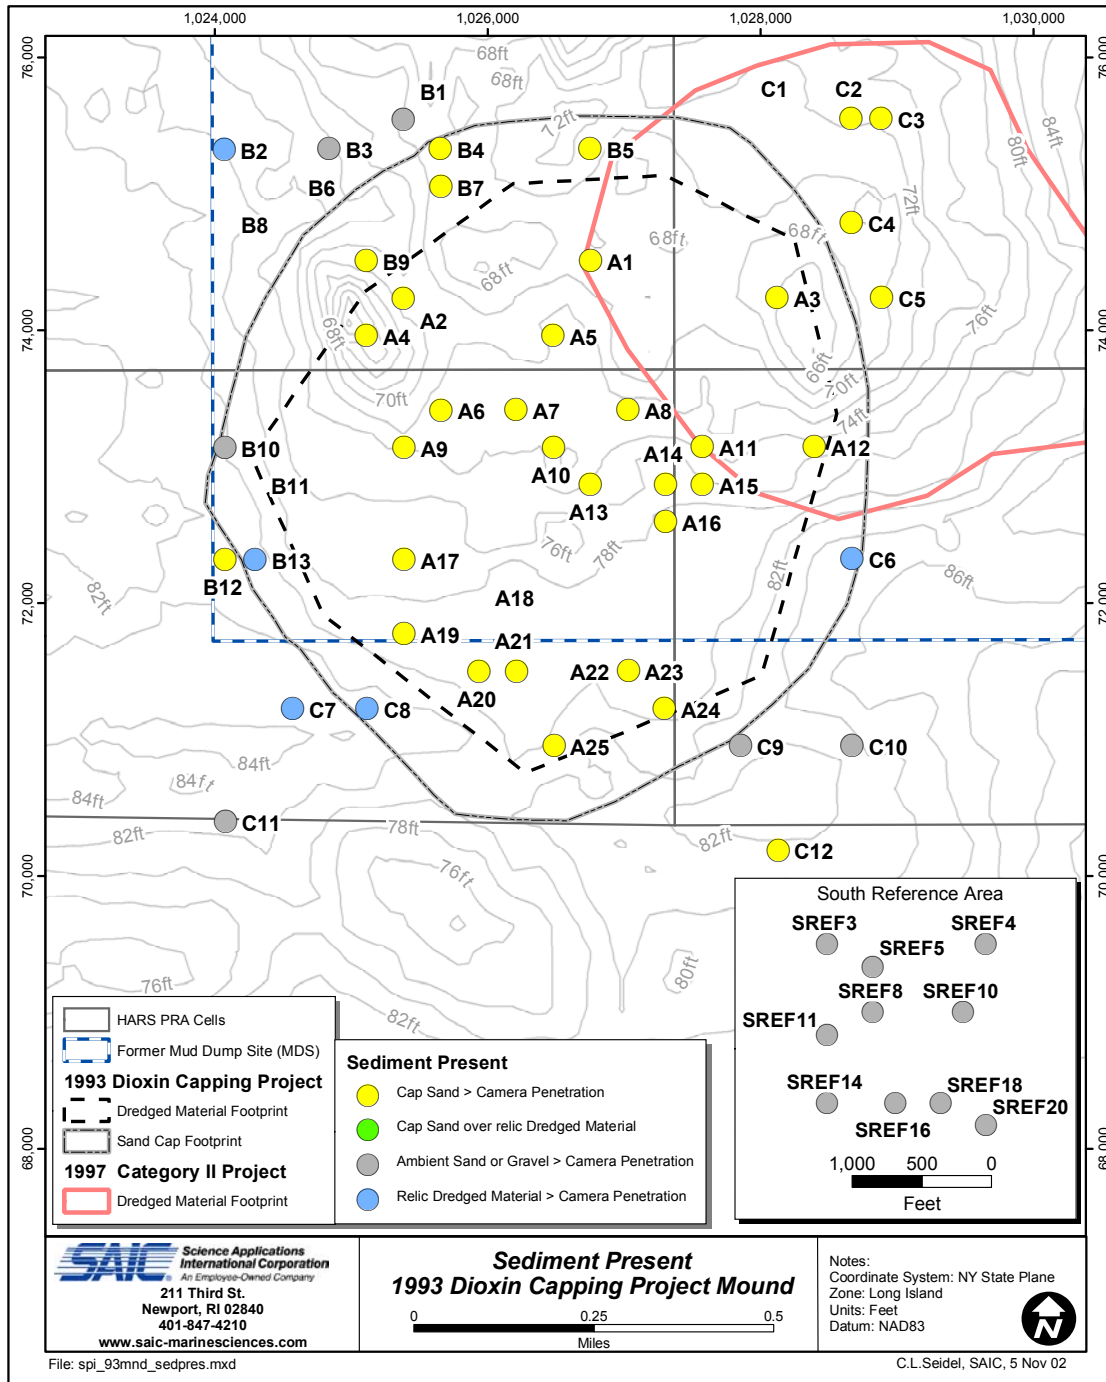 1,024,000 1,026,000 1,028,000 1,030,000
76,000 76,000
68ft
68ft
B1 C1 C2
84ft
C3
72ft
80ft
B2 B3 B4 B5
B6 B7
72ft
B8 C4
68ft 68ft
B9 A1
68ft
A3 C5
A2
76ft
74,000 74,000
68ft
A4 A5
66ft
70ft 70ft
A6 A7 A8
74ft
B10 A9 A11 A12
A14
A10
B11 A15
A13
A16
76ft 78ft
B13 A17 82ft C6
86ft
B12
82ft
A18
72,000 72,000
A19 A21
A22 A23
A20
C7 C8 A24
A25 C9 C10
84ft
84ft
84ft
C11
82ft 78ft 82ft
C12
70,000 70,000
76ft
80ft
76ft
82ft
68,000 68,000
South Reference Area
SREF3 SREF4
SREF5
SREF8 SREF10
SREF11
SREF14 SREF18
SREF20
SREF16
1,000 500 0
Feet
HARS PRA Cells
Former Mud Dump Site (MDS)
1993 Dioxin Capping Project
Dredged Material Footprint
Sand Cap Footprint
1997 Category II Project
Dredged Material Footprint
Sediment Present
Cap Sand > Camera Penetration
Cap Sand over relic Dredged Material
Ambient Sand or Gravel > Camera Penetration
Relic Dredged Material > Camera Penetration
SAIC
Science Applications
International Corporation
An Employee-Owned Company
211 Third St.
Newport, RI 02840
401-847-4210
www.saic-marinesciences.com
Sediment Present
1993 Dioxin Capping Project Mound
0 0.25 0.5
Miles
Notes:
Coordinate System: NY State Plane
Zone: Long Island
Units: Feet
Datum: NAD83
N
File: spi_93mnd_sedpres.mxd
C.L.Seidel, SAIC, 5 Nov 02